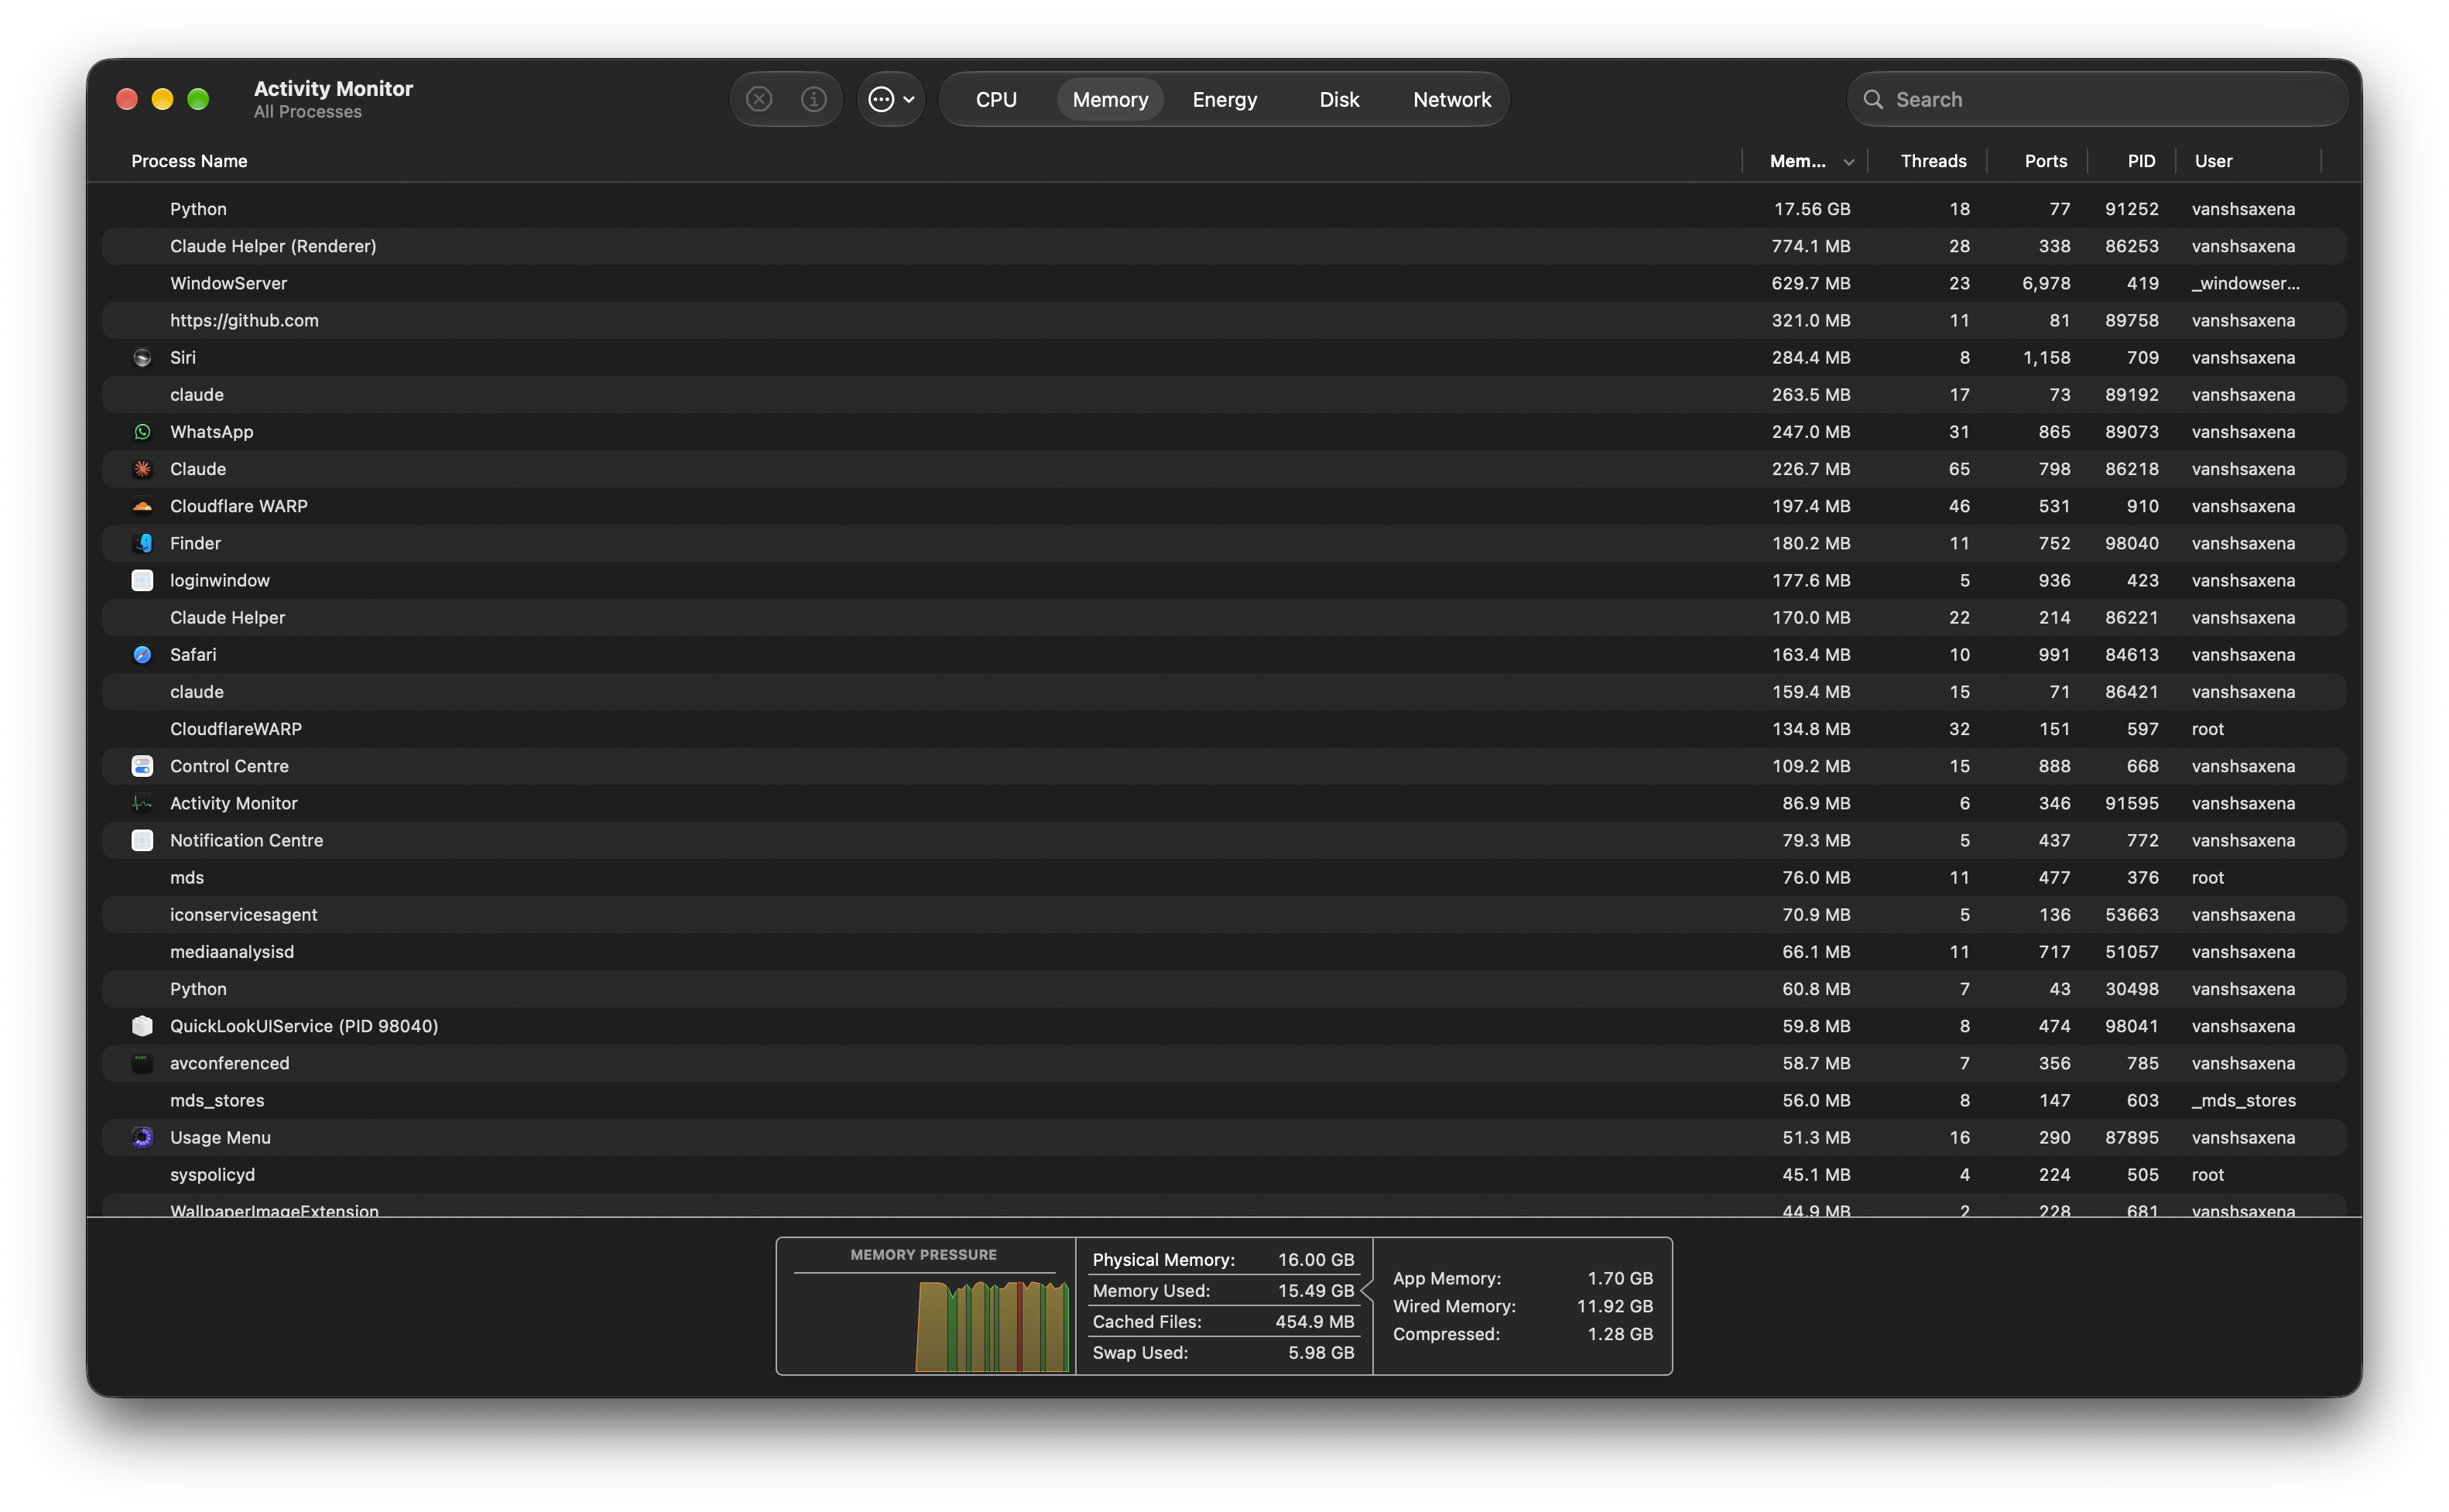 Activity Monitor
All Processes
CPU Memory Energy Disk Network
Search
Process Name Mem... Threads Ports PID User
Python 17.56 GB 18 77 91252 vanshsaxena
Claude Helper (Renderer) 774.1 MB 28 338 86253 vanshsaxena
WindowServer 629.7 MB 23 6,978 419 _windowser...
https://github.com 321.0 MB 11 81 89758 vanshsaxena
Siri 284.4 MB 8 1,158 709 vanshsaxena
claude 263.5 MB 17 73 89192 vanshsaxena
WhatsApp 247.0 MB 31 865 89073 vanshsaxena
Claude 226.7 MB 65 798 86218 vanshsaxena
Cloudflare WARP 197.4 MB 46 531 910 vanshsaxena
Finder 180.2 MB 11 752 98040 vanshsaxena
loginwindow 177.6 MB 5 936 423 vanshsaxena
Claude Helper 170.0 MB 22 214 86221 vanshsaxena
Safari 163.4 MB 10 991 84613 vanshsaxena
claude 159.4 MB 15 71 86421 vanshsaxena
CloudflareWARP 134.8 MB 32 151 597 root
Control Centre 109.2 MB 15 888 668 vanshsaxena
Activity Monitor 86.9 MB 6 346 91595 vanshsaxena
Notification Centre 79.3 MB 5 437 772 vanshsaxena
mds 76.0 MB 11 477 376 root
iconservicesagent 70.9 MB 5 136 53663 vanshsaxena
mediaanalysisd 66.1 MB 11 717 51057 vanshsaxena
Python 60.8 MB 7 43 30498 vanshsaxena
QuickLookUIService (PID 98040) 59.8 MB 8 474 98041 vanshsaxena
avconferenced 58.7 MB 7 356 785 vanshsaxena
mds_stores 56.0 MB 8 147 603 _mds_stores
Usage Menu 51.3 MB 16 290 87895 vanshsaxena
syspolicyd 45.1 MB 4 224 505 root
WallpaperImageExtension 44.9 MB 2 228 681 vanshsaxena
MEMORY PRESSURE
Physical Memory: 16.00 GB
Memory Used: 15.49 GB
Cached Files: 454.9 MB
Swap Used: 5.98 GB
App Memory: 1.70 GB
Wired Memory: 11.92 GB
Compressed: 1.28 GB